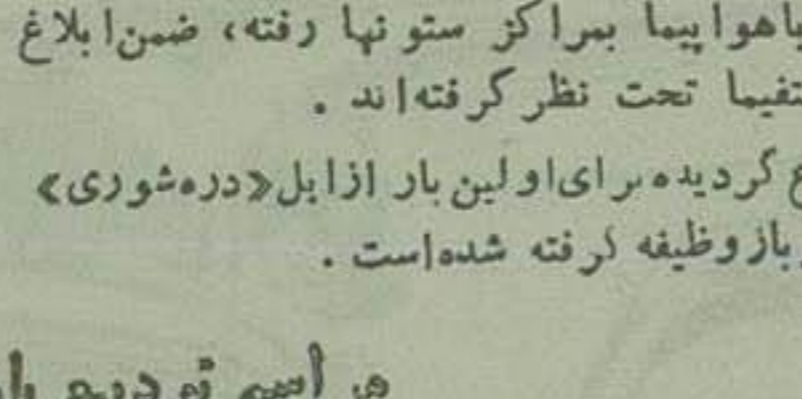 باهواپیما بمراکز ستونها رفته، ضمن ابلاغ
تحت نظر گرفته‌اند .
گردیده برای اولین بار از ایل «دره‌شوری»
وظیفه گرفته شده‌است .